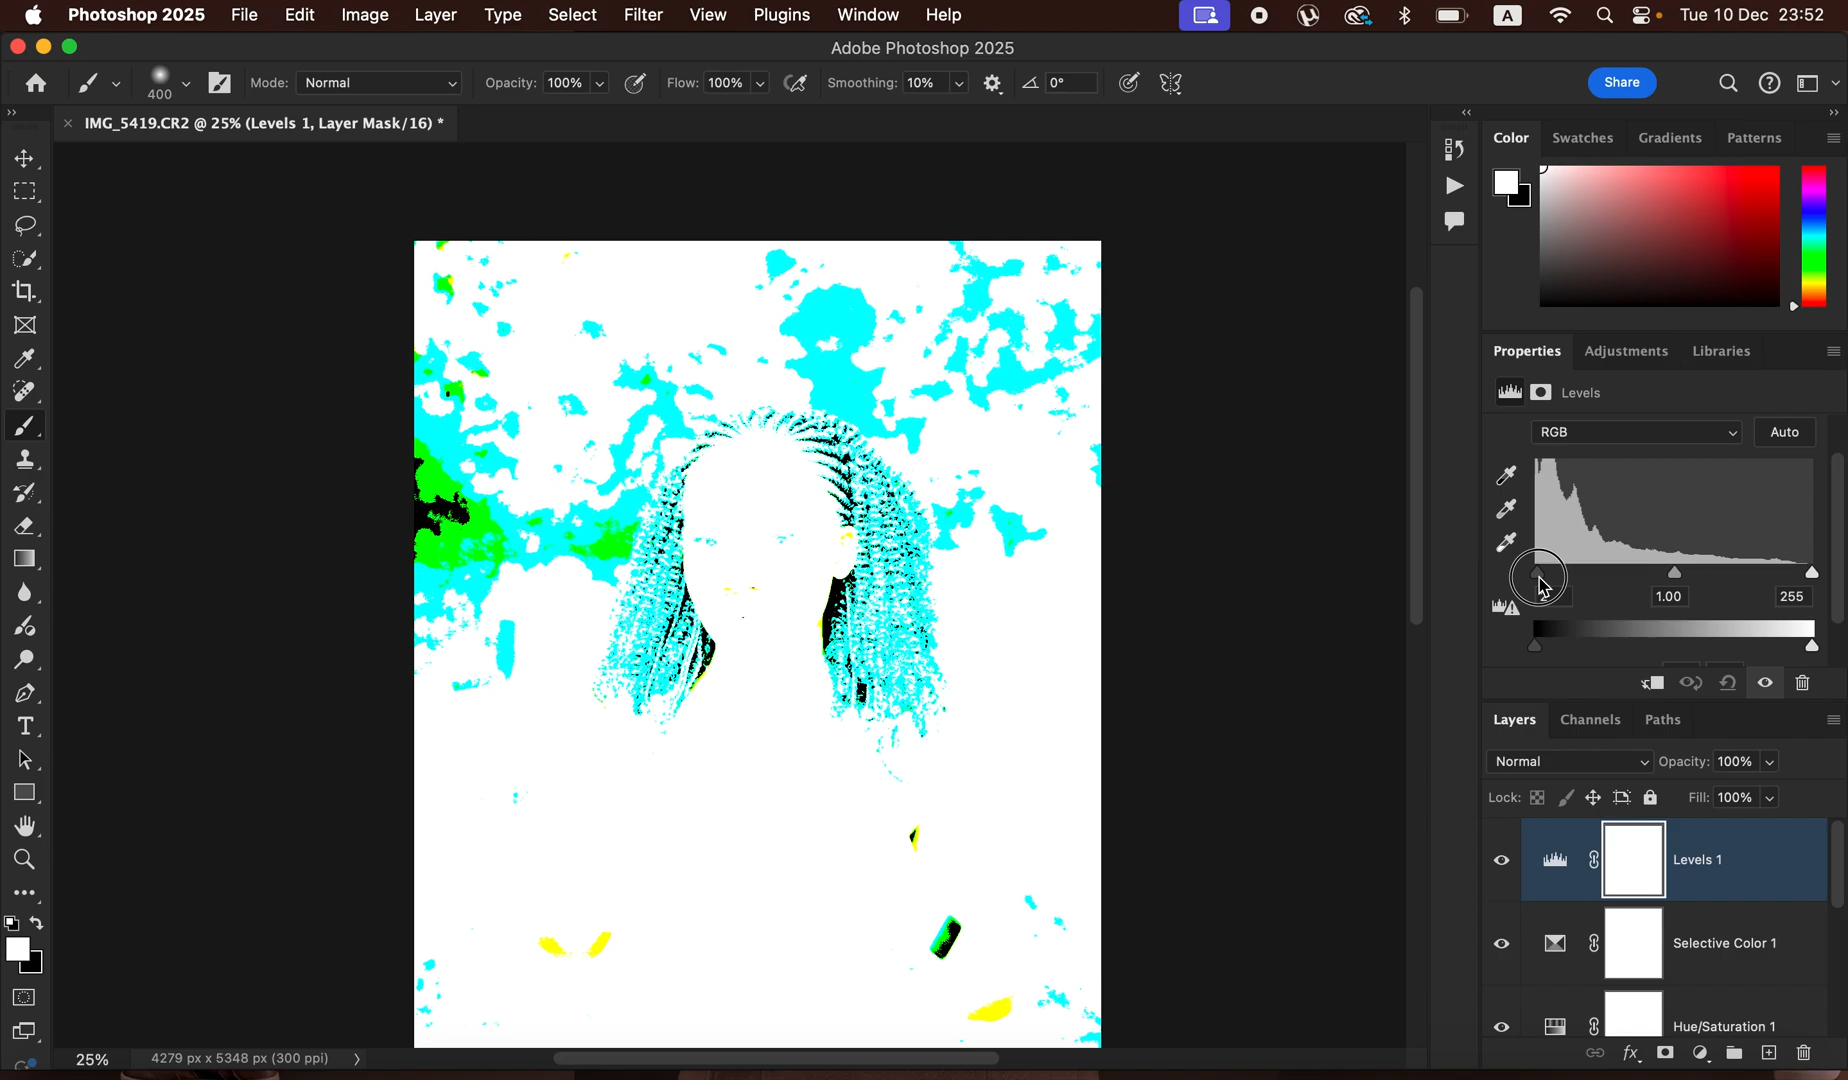 Photoshop 2025 File Edit Image Layer Type Select Filter View Plugins Window Help A Tue 10 Dec 23:52
Adobe Photoshop 2025
400 Mode: Normal Opacity: 100% Flow: 100% Smoothing: 10% 0° Share
IMG_5419.CR2 @ 25% (Levels 1, Layer Mask/16) *
Color Swatches Gradients Patterns
Properties Adjustments Libraries
Levels
RGB Auto
1.00 255
Layers Channels Paths
Normal Opacity: 100%
Lock: Fill: 100%
Levels 1
Selective Color 1
Hue/Saturation 1
fx
25% 4279 px x 5348 px (300 ppi)